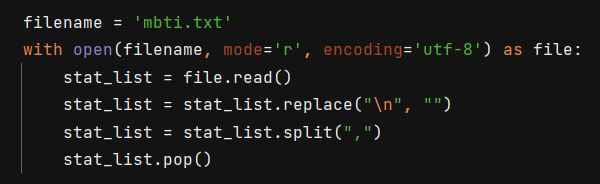 filename = 'mbti.txt'
with open(filename, mode='r', encoding='utf-8') as file:
    stat_list = file.read()
    stat_list = stat_list.replace("\n", "")
    stat_list = stat_list.split(",")
    stat_list.pop()